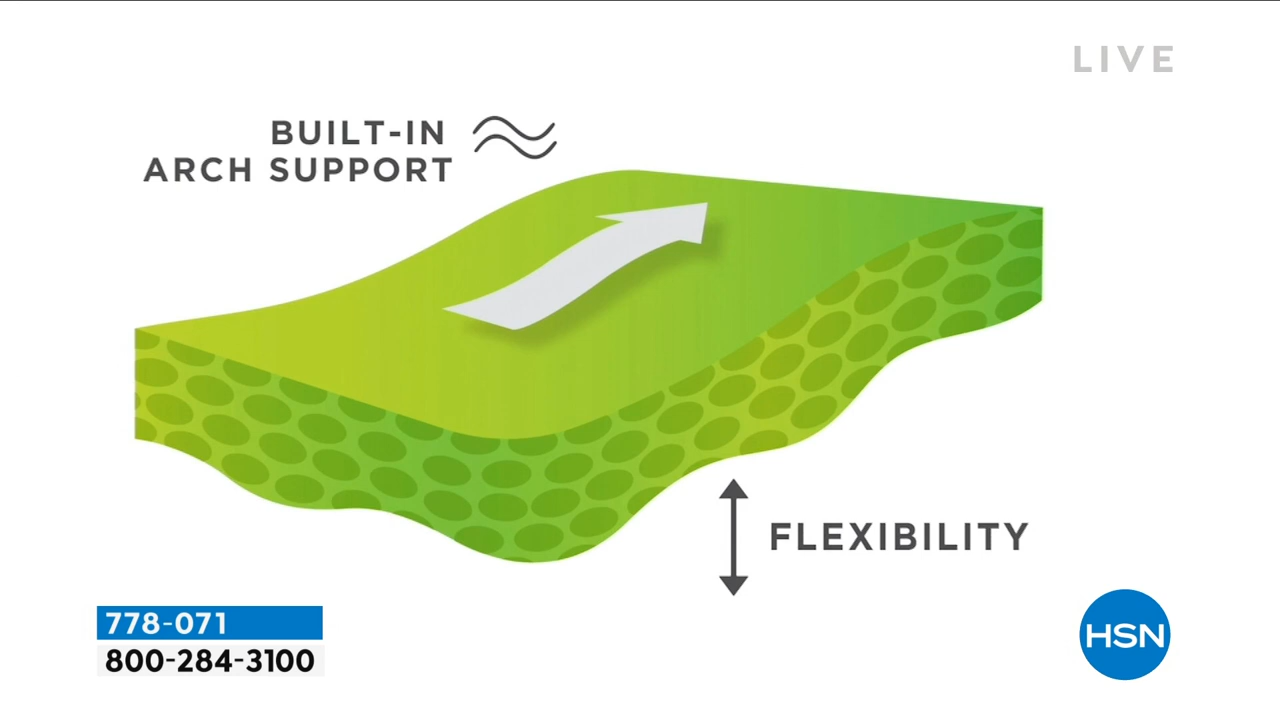 LIVE
BUILT-IN
ARCH SUPPORT
FLEXIBILITY
778-071
800-284-3100
HSN